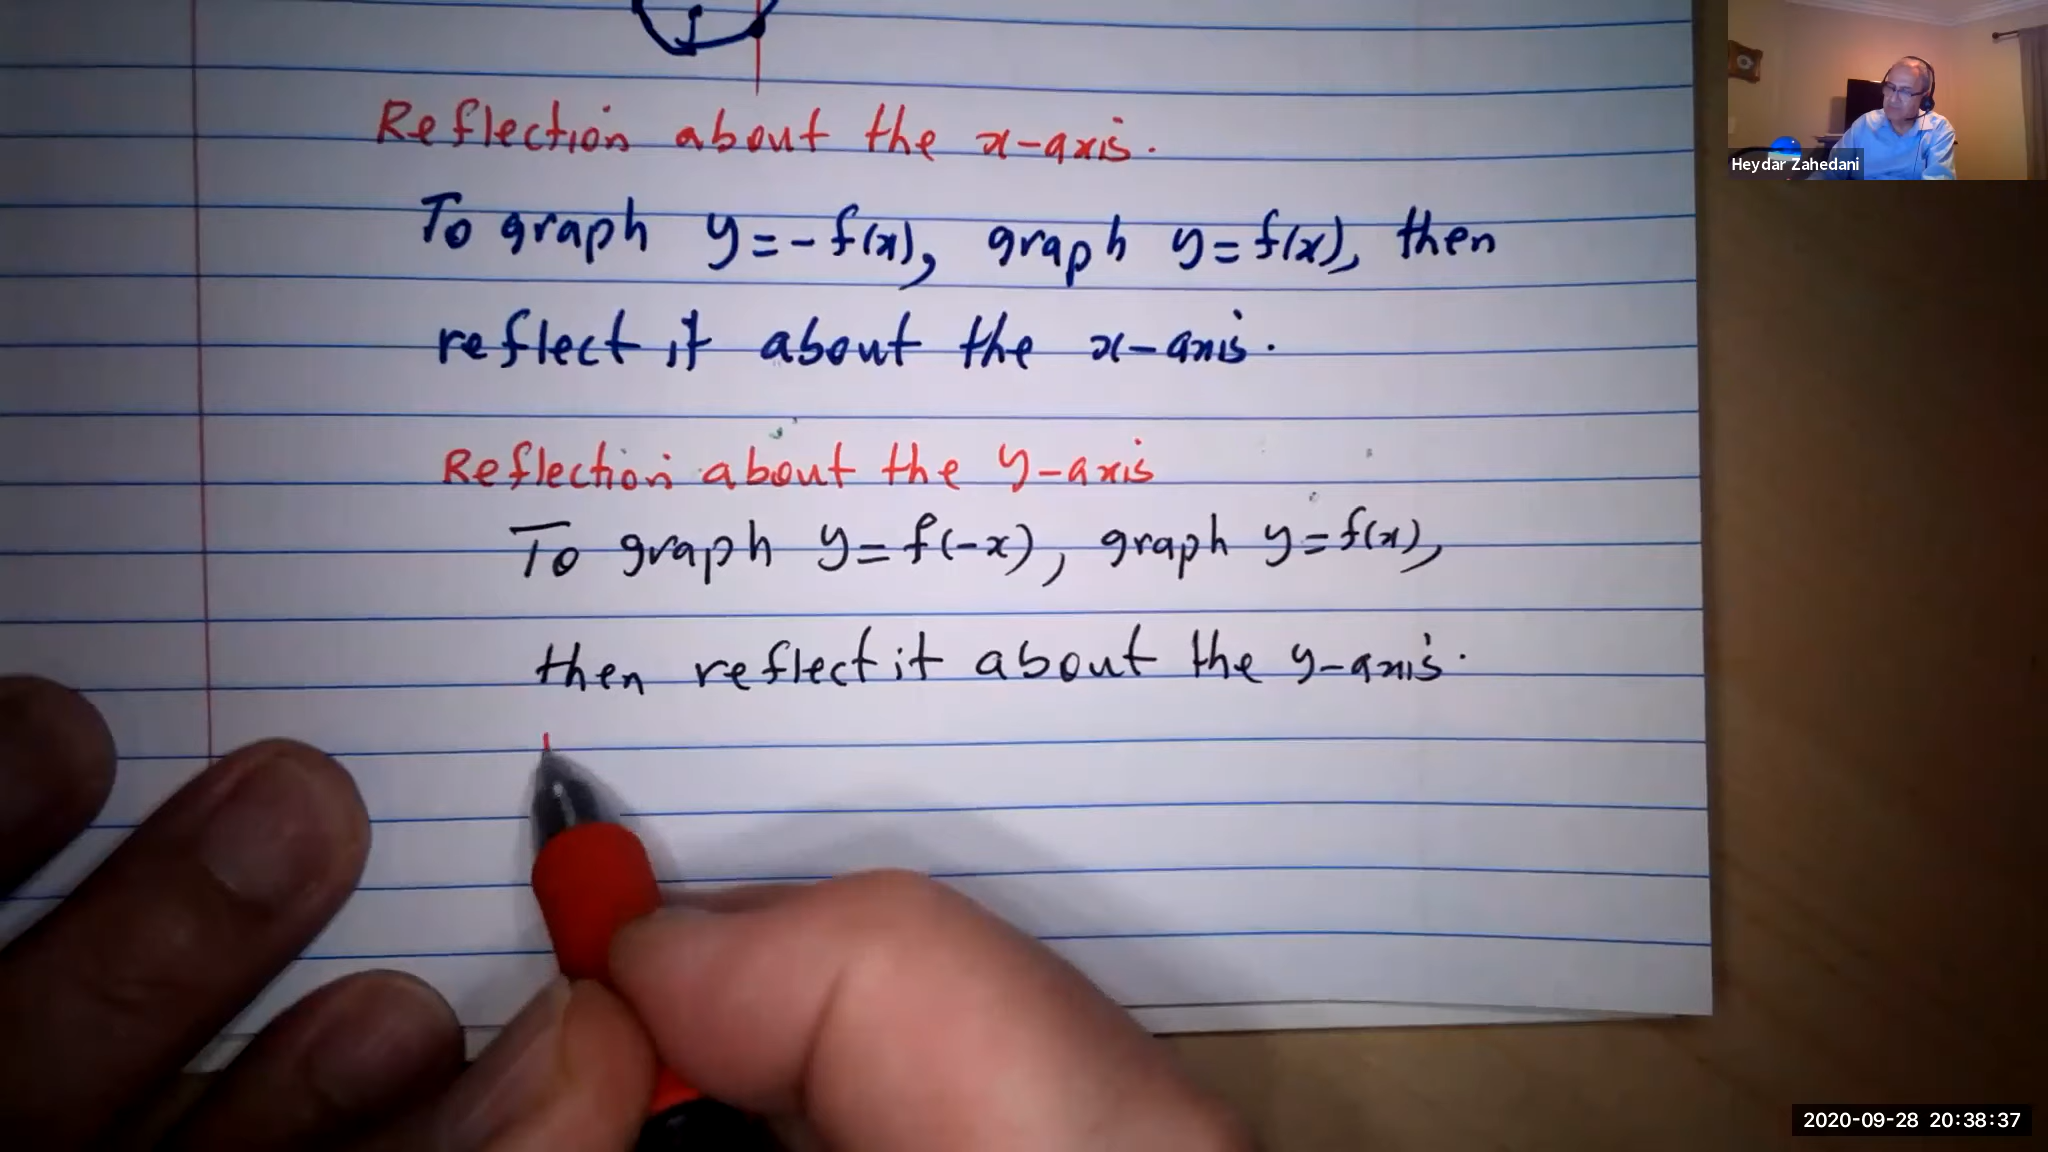 Reflection about the x-axis.
To graph y=-f(x), graph y=f(x), then
reflect it about the x-axis.
Reflection about the y-axis
To graph y=f(-x), graph y=f(x),
then reflect it about the y-axis.
Heydar Zahedani
2020-09-28 20:38:37